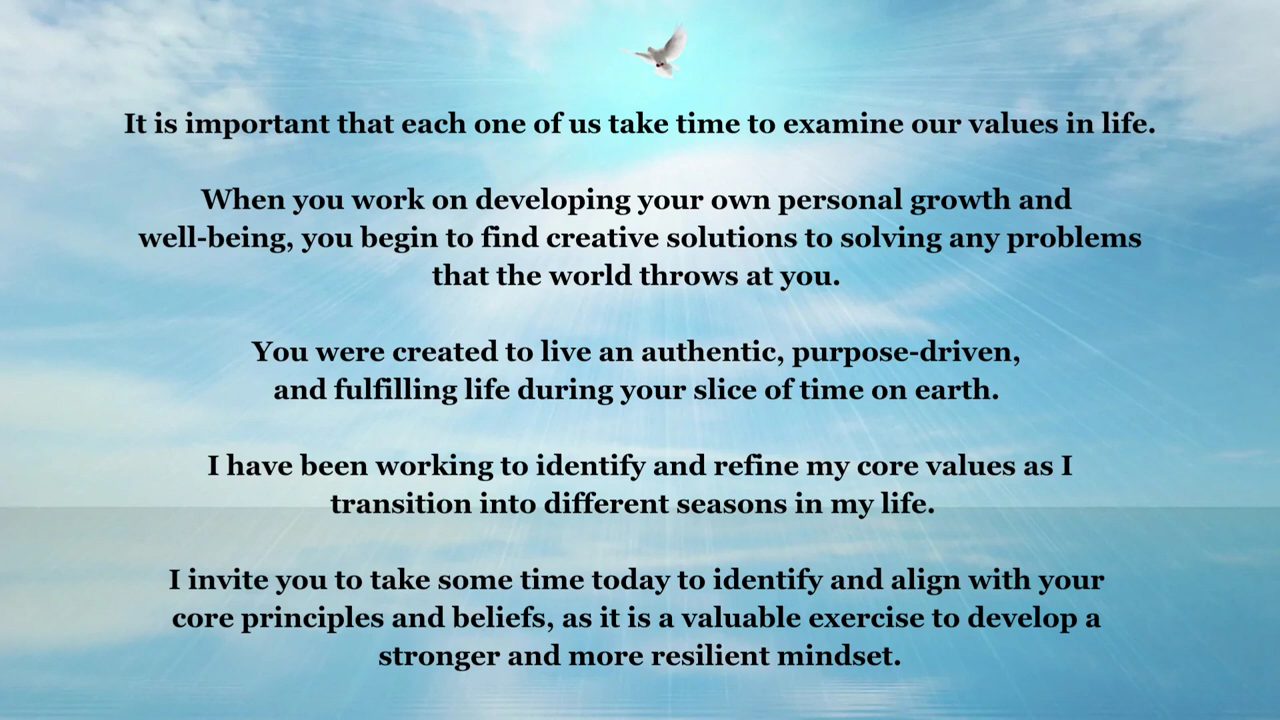 It is important that each one of us take time to examine our values in life.
When you work on developing your own personal growth and
well-being, you begin to find creative solutions to solving any problems
that the world throws at you.
You were created to live an authentic, purpose-driven,
and fulfilling life during your slice of time on earth.
I have been working to identify and refine my core values as I
transition into different seasons in my life.
I invite you to take some time today to identify and align with your
core principles and beliefs, as it is a valuable exercise to develop a
stronger and more resilient mindset.